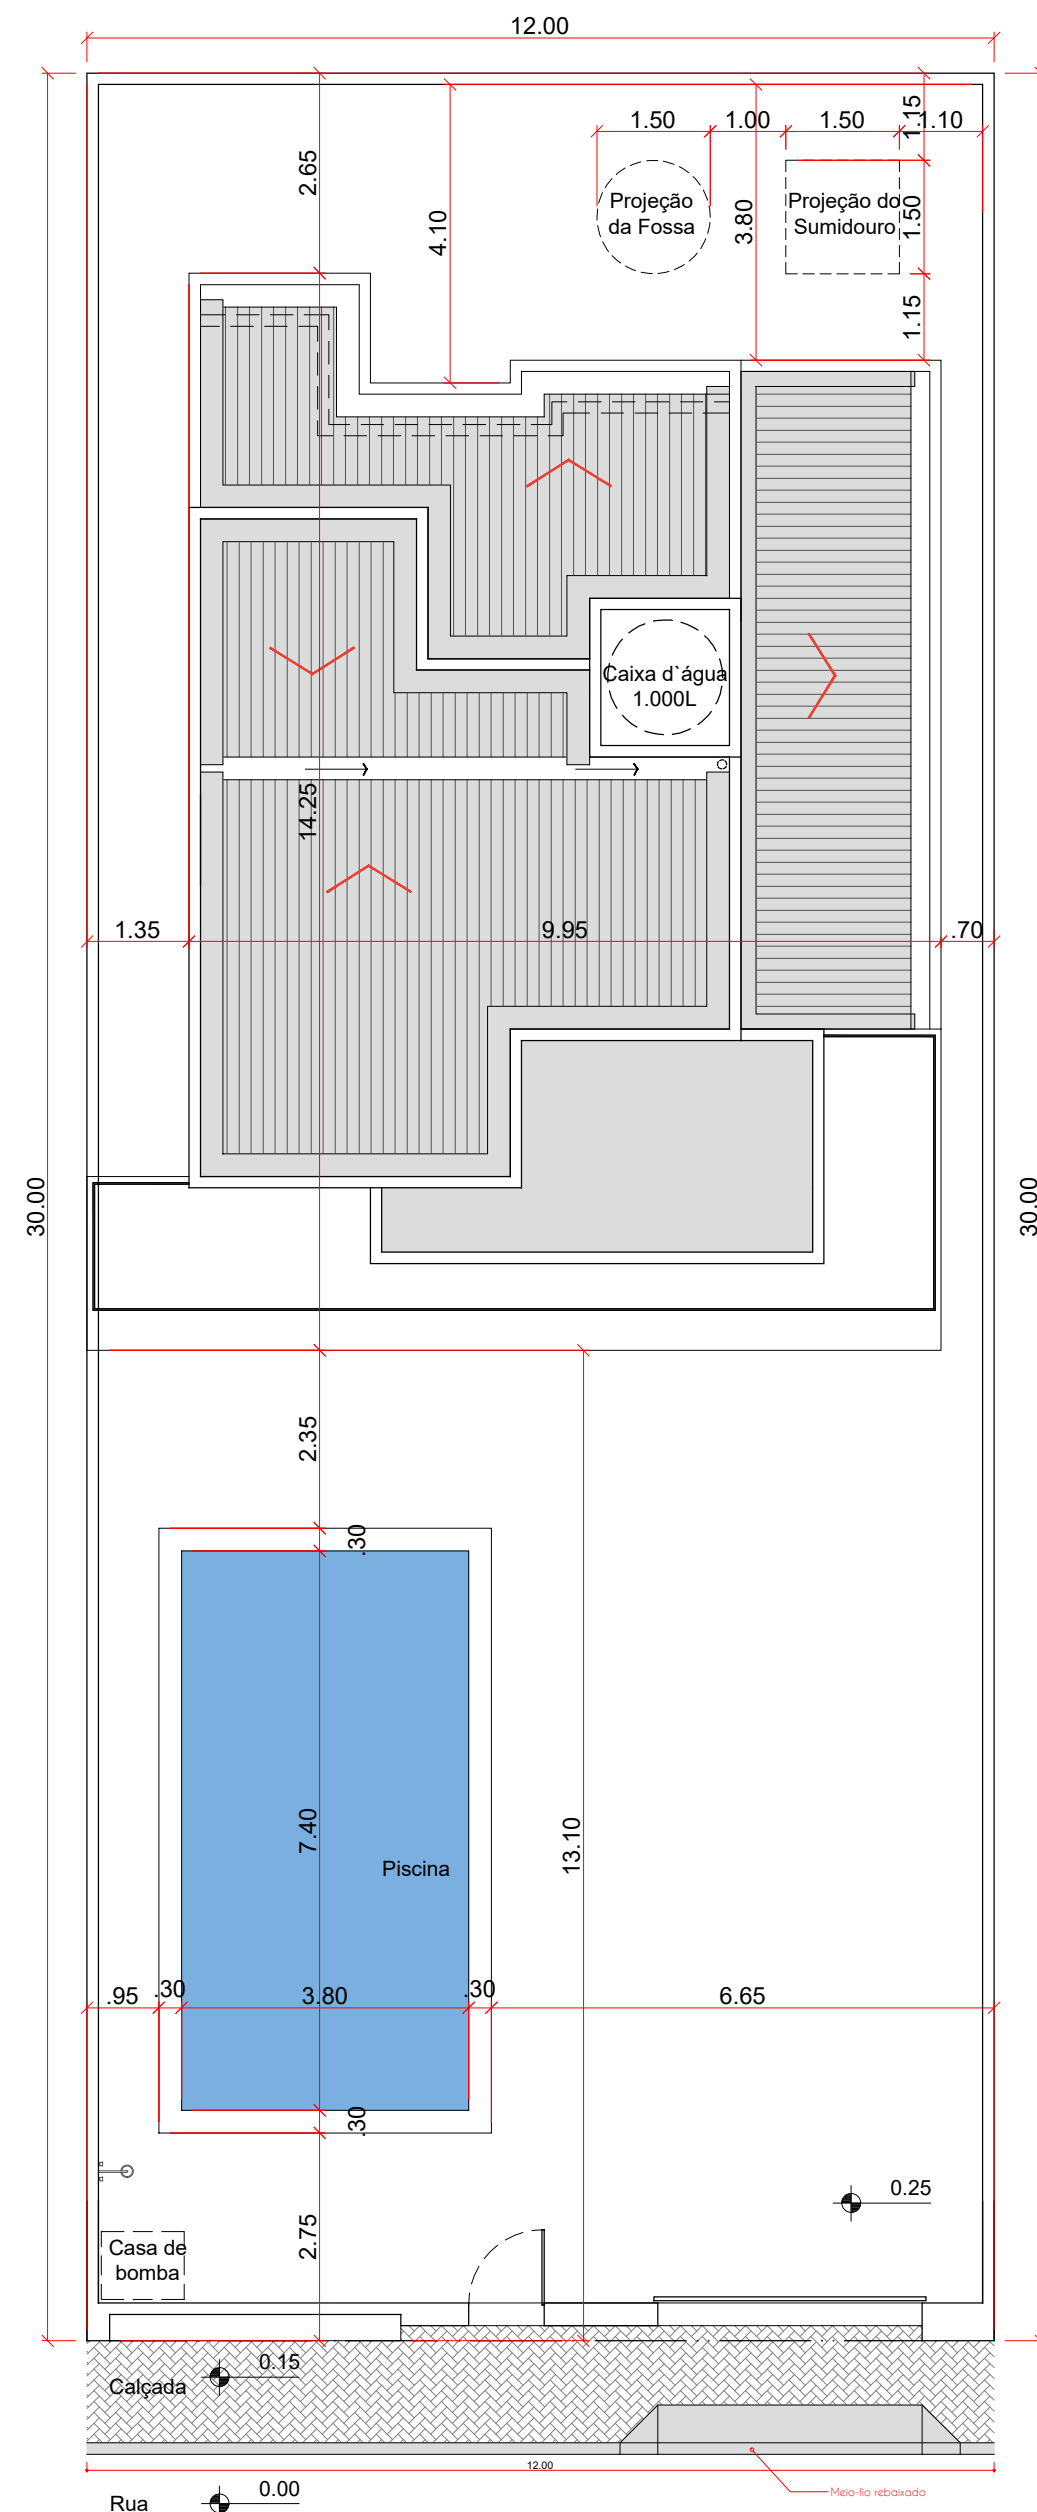 12.00
1.50
1.00
1.50
1.10
1.15
2.65
4.10
3.80
Projeção
da Fossa
Projeção do
Sumidouro
1.50
1.15
Caixa d`água
1.000L
14.25
1.35
9.95
.70
30.00
30.00
2.35
.30
7.40
13.10
Piscina
.95
.30
3.80
.30
6.65
.30
0.25
2.75
Casa de
bomba
0.15
Calçada
12.00
0.00
Rua
Meio-fio rebaixado